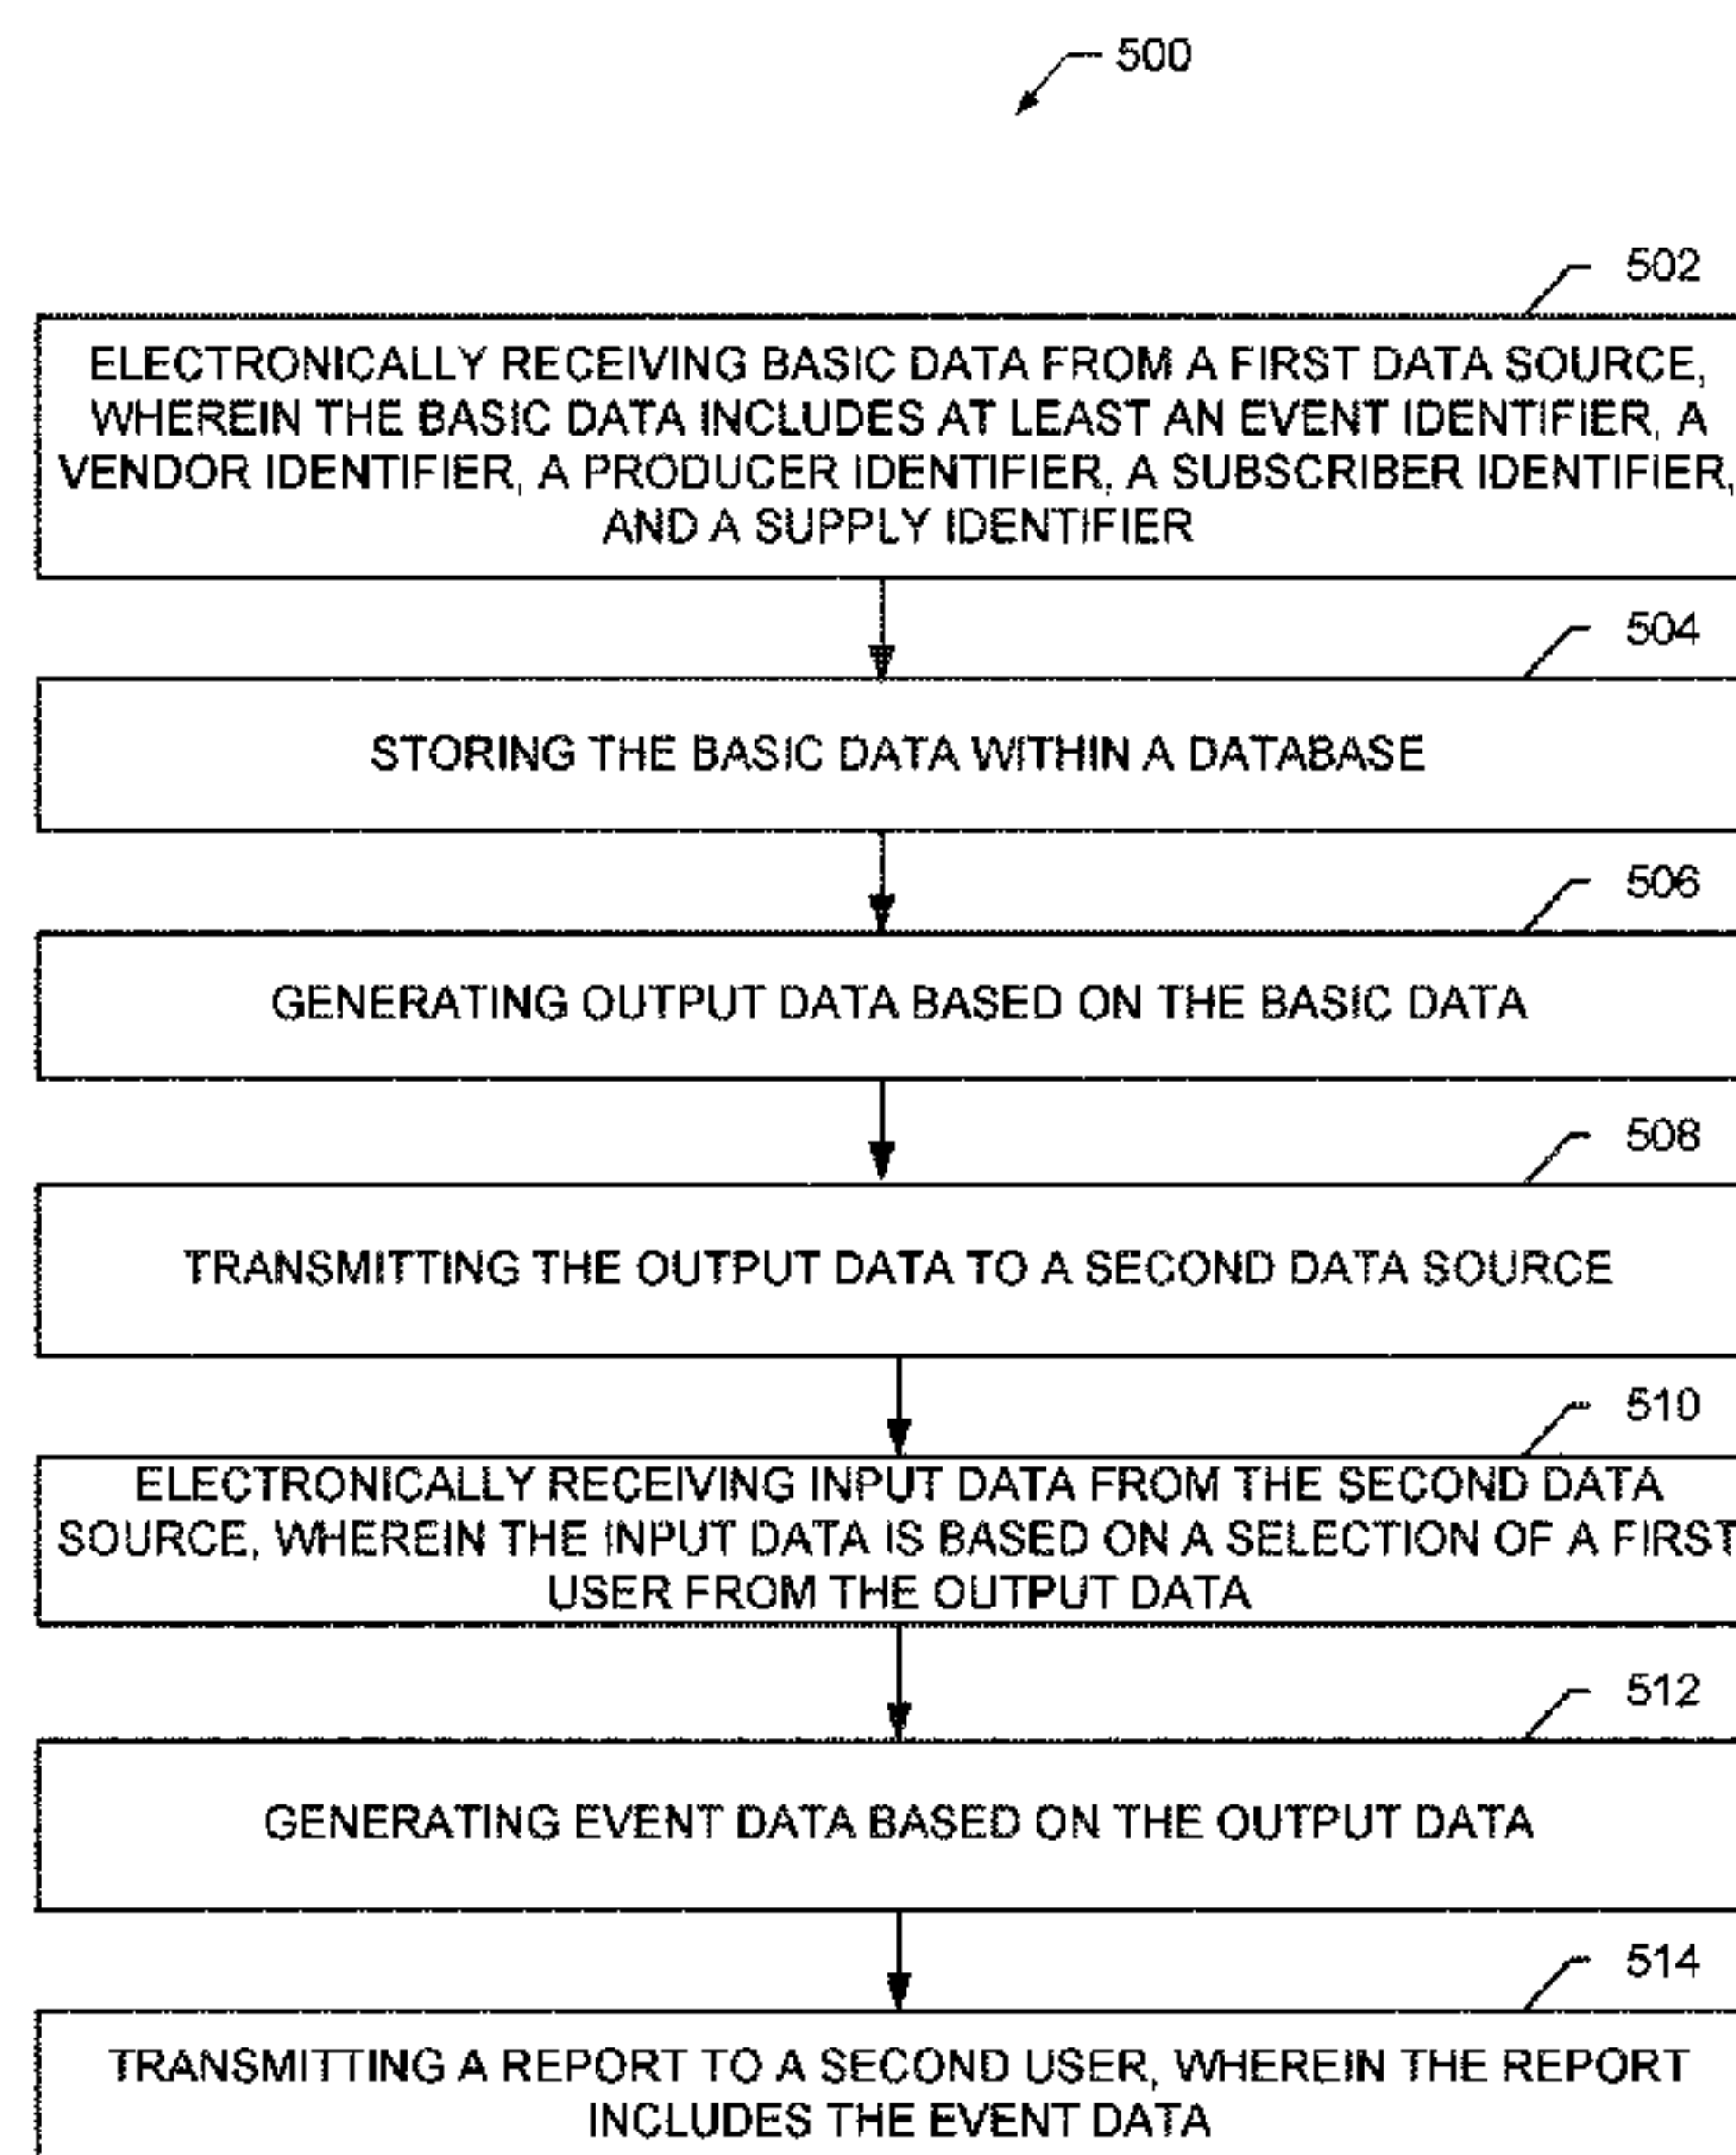 500
502
ELECTRONICALLY RECEIVING BASIC DATA FROM A FIRST DATA SOURCE,
WHEREIN THE BASIC DATA INCLUDES AT LEAST AN EVENT IDENTIFIER, A
VENDOR IDENTIFIER, A PRODUCER IDENTIFIER, A SUBSCRIBER IDENTIFIER,
AND A SUPPLY IDENTIFIER
504
STORING THE BASIC DATA WITHIN A DATABASE
506
GENERATING OUTPUT DATA BASED ON THE BASIC DATA
508
TRANSMITTING THE OUTPUT DATA TO A SECOND DATA SOURCE
510
ELECTRONICALLY RECEIVING INPUT DATA FROM THE SECOND DATA
SOURCE, WHEREIN THE INPUT DATA IS BASED ON A SELECTION OF A FIRST
USER FROM THE OUTPUT DATA
512
GENERATING EVENT DATA BASED ON THE OUTPUT DATA
514
TRANSMITTING A REPORT TO A SECOND USER, WHEREIN THE REPORT
INCLUDES THE EVENT DATA